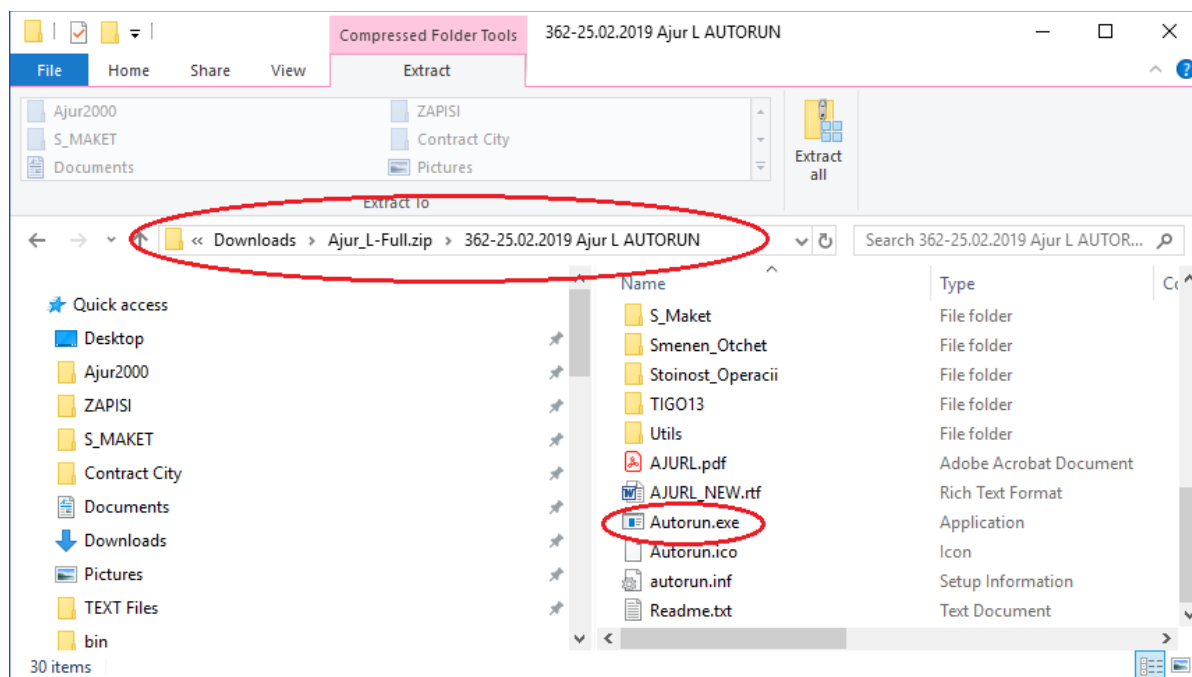 Compressed Folder Tools
362-25.02.2019 Ajur L AUTORUN
File
Home
Share
View
Extract
Ajur2000
ZAPISI
S_MAKET
Contract City
Documents
Pictures
Extract all
Extract To
« Downloads › Ajur_L-Full.zip › 362-25.02.2019 Ajur L AUTORUN
Search 362-25.02.2019 Ajur L AUTOR...
Quick access
Desktop
Ajur2000
ZAPISI
S_MAKET
Contract City
Documents
Downloads
Pictures
TEXT Files
bin
Name Type
S_Maket File folder
Smenen_Otchet File folder
Stoinost_Operacii File folder
TIGO13 File folder
Utils File folder
AJURL.pdf Adobe Acrobat Document
AJURL_NEW.rtf Rich Text Format
Autorun.exe Application
Autorun.ico Icon
autorun.inf Setup Information
Readme.txt Text Document
30 items